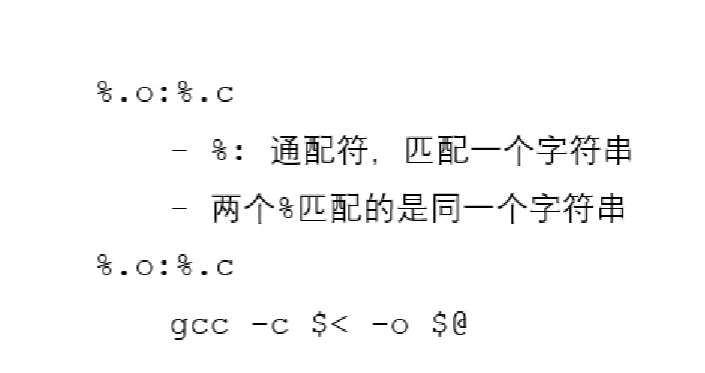 %.o:%.c
- %: 通配符, 匹配一个字符串
- 两个%匹配的是同一个字符串
%.o:%.c
gcc -c $< -o $@